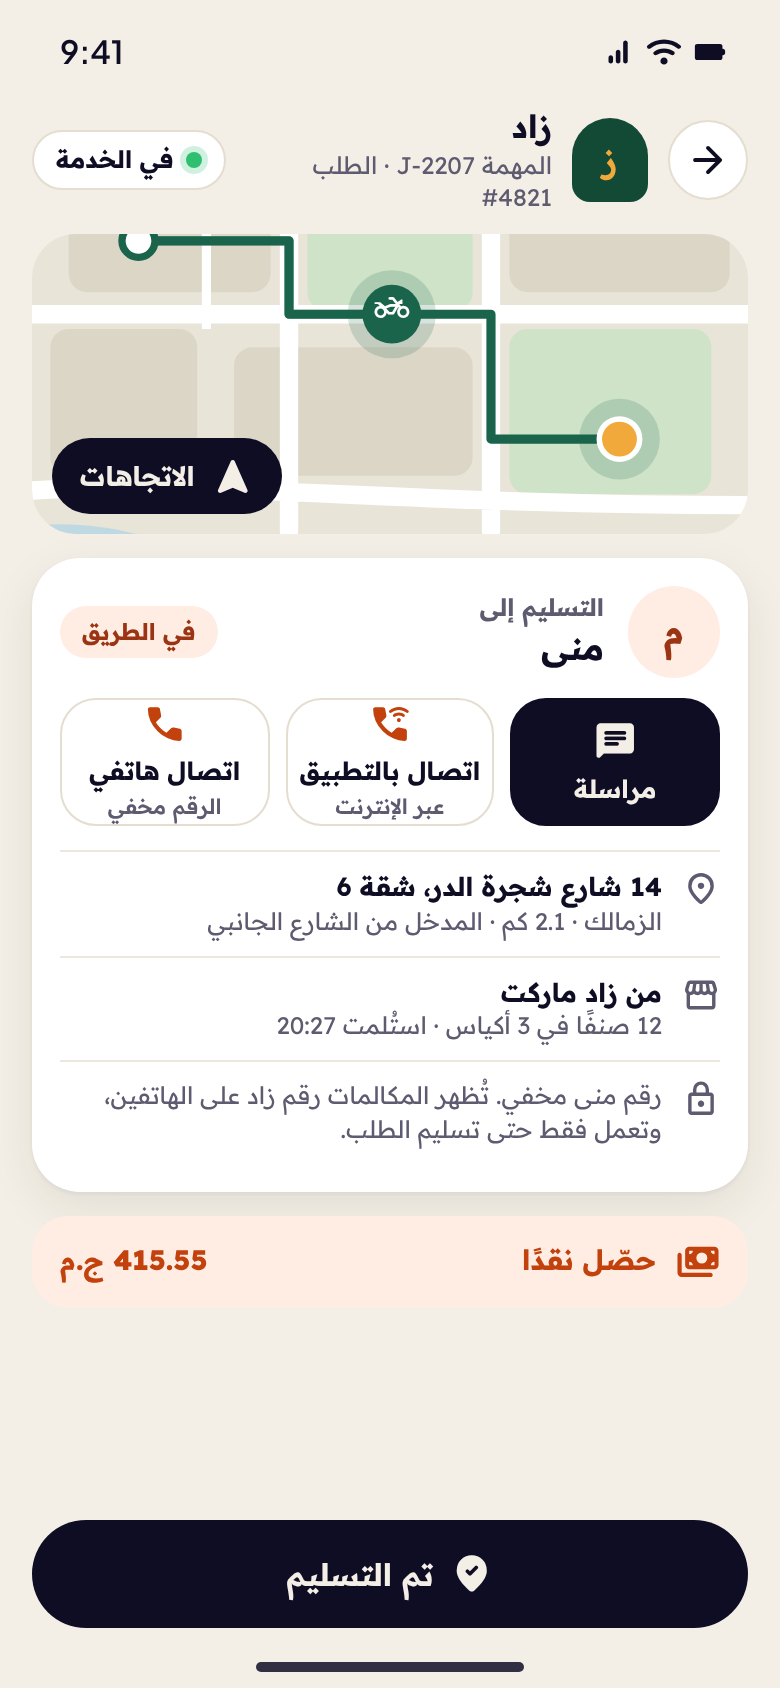 9:41
ز
زاد
المهمة J-2207 · الطلب
#4821
في الخدمة
الاتجاهات
م
التسليم إلى
منى
في الطريق
مراسلة
اتصال بالتطبيق
عبر الإنترنت
اتصال هاتفي
الرقم مخفي
14 شارع شجرة الدر، شقة 6
الزمالك · 2.1 كم · المدخل من الشارع الجانبي
من زاد ماركت
12 صنفًا في 3 أكياس · استُلمت 20:27
رقم منى مخفي. تُظهر المكالمات رقم زاد على الهاتفين،
وتعمل فقط حتى تسليم الطلب.
حصّل نقدًا
415.55 ج.م
تم التسليم